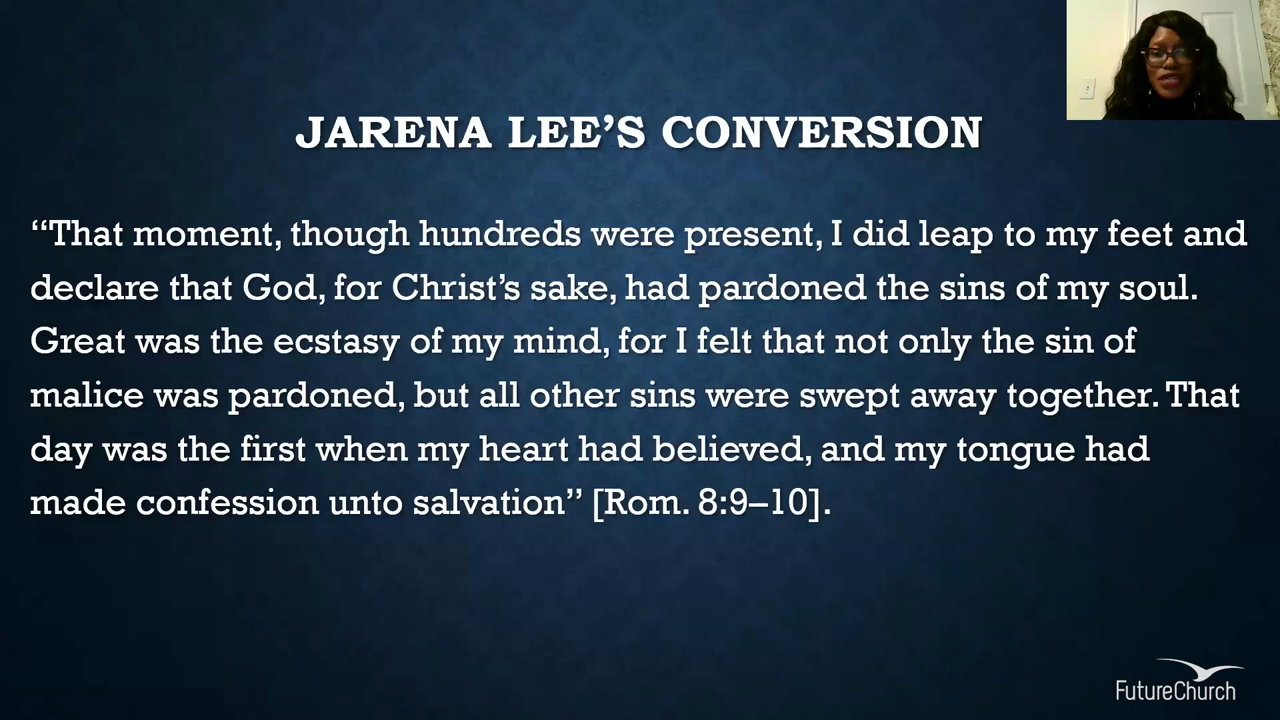 JARENA LEE’S CONVERSION
“That moment, though hundreds were present, I did leap to my feet and
declare that God, for Christ’s sake, had pardoned the sins of my soul.
Great was the ecstasy of my mind, for I felt that not only the sin of
malice was pardoned, but all other sins were swept away together. That
day was the first when my heart had believed, and my tongue had
made confession unto salvation” [Rom. 8:9–10].
FutureChurch